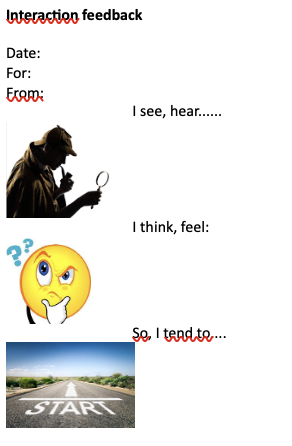 Interaction feedback
Date:
For:
From:
I see, hear......
I think, feel:
??
So, I tend to....
START